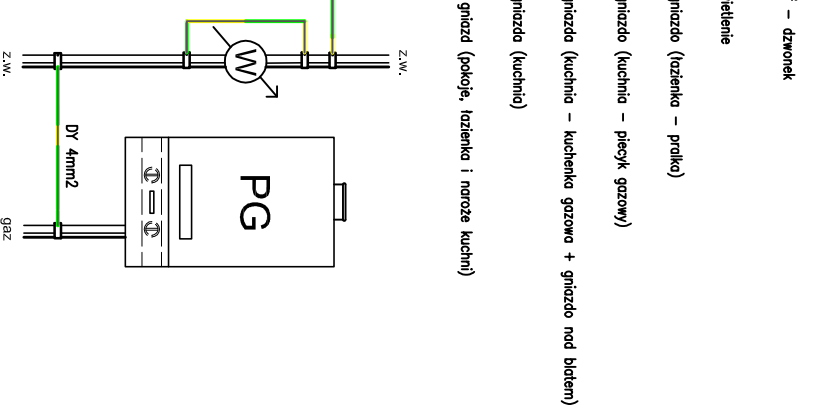 – dzwonek
ietlenie
gniazdo (łazienka – pralka)
gniazdo (kuchnia – piecyk gazowy)
gniazda (kuchnia – kuchenka gazowa + gniazdo nad blatem)
gniazda (kuchnia)
gniazd (pokoje, łazienka i naroże kuchni)
z.w.
W
PG
DY 4mm2
z.w.
gaz